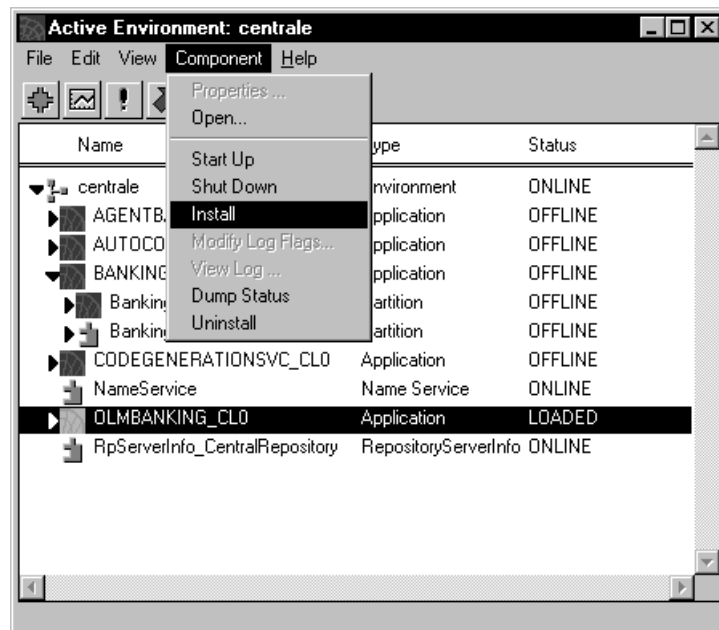 Active Environment: centrale
File Edit View Component Help
Properties ...
Open...
Start Up
Shut Down
Install
Modify Log Flags...
View Log ...
Dump Status
Uninstall
Name ype Status
centrale nvironment ONLINE
AGENTB pplication OFFLINE
AUTOCO pplication OFFLINE
BANKING pplication OFFLINE
Bankin artition OFFLINE
Bankin artition OFFLINE
CODEGENERATIONSVC_CL0 Application OFFLINE
NameService Name Service ONLINE
OLMBANKING_CL0 Application LOADED
RpServerInfo_CentralRepository RepositoryServerInfo ONLINE